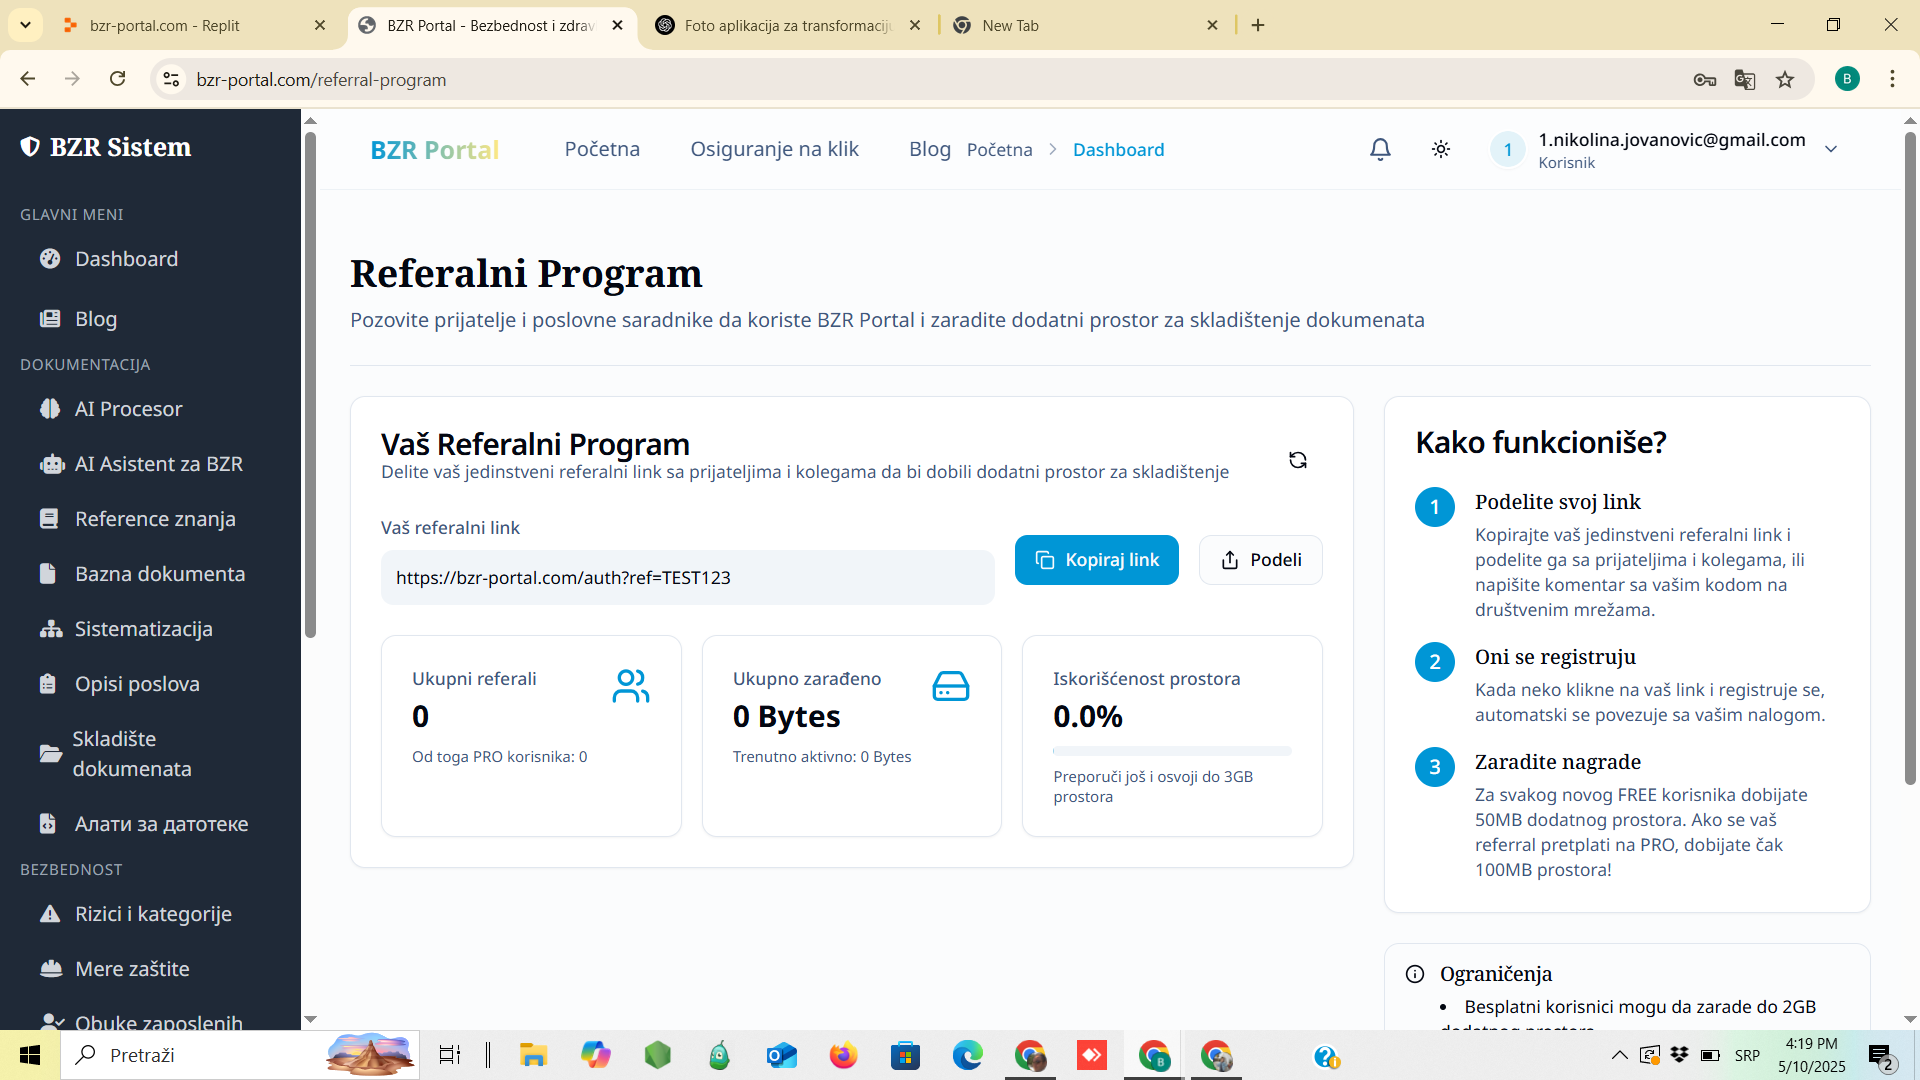 bzr-portal.com - Replit
BZR Portal - Bezbednost i zdrav
Foto aplikacija za transformaciju
New Tab
bzr-portal.com/referral-program
B
BZR Sistem
GLAVNI MENI
Dashboard
Blog
DOKUMENTACIJA
AI Procesor
AI Asistent za BZR
Reference znanja
Bazna dokumenta
Sistematizacija
Opisi poslova
Skladište
dokumenata
Алати за датотеке
BEZBEDNOST
Rizici i kategorije
Mere zaštite
Obuke zaposlenih
BZR Portal
Početna
Osiguranje na klik
Blog
Početna
Dashboard
1
1.nikolina.jovanovic@gmail.com
Korisnik
Referalni Program
Pozovite prijatelje i poslovne saradnike da koriste BZR Portal i zaradite dodatni prostor za skladištenje dokumenata
Vaš Referalni Program
Delite vaš jedinstveni referalni link sa prijateljima i kolegama da bi dobili dodatni prostor za skladištenje
Vaš referalni link
https://bzr-portal.com/auth?ref=TEST123
Kopiraj link
Podeli
Ukupni referali
0
Od toga PRO korisnika: 0
Ukupno zarađeno
0 Bytes
Trenutno aktivno: 0 Bytes
Iskorišćenost prostora
0.0%
Preporuči još i osvoji do 3GB
prostora
Kako funkcioniše?
1
Podelite svoj link
Kopirajte vaš jedinstveni referalni link i
podelite ga sa prijateljima i kolegama, ili
napišite komentar sa vašim kodom na
društvenim mrežama.
2
Oni se registruju
Kada neko klikne na vaš link i registruje se,
automatski se povezuje sa vašim nalogom.
3
Zaradite nagrade
Za svakog novog FREE korisnika dobijate
50MB dodatnog prostora. Ako se vaš
referral pretplati na PRO, dobijate čak
100MB prostora!
Ograničenja
Besplatni korisnici mogu da zarade do 2GB
dodatnog prostora
Pretraži
SRP
4:19 PM
5/10/2025
2